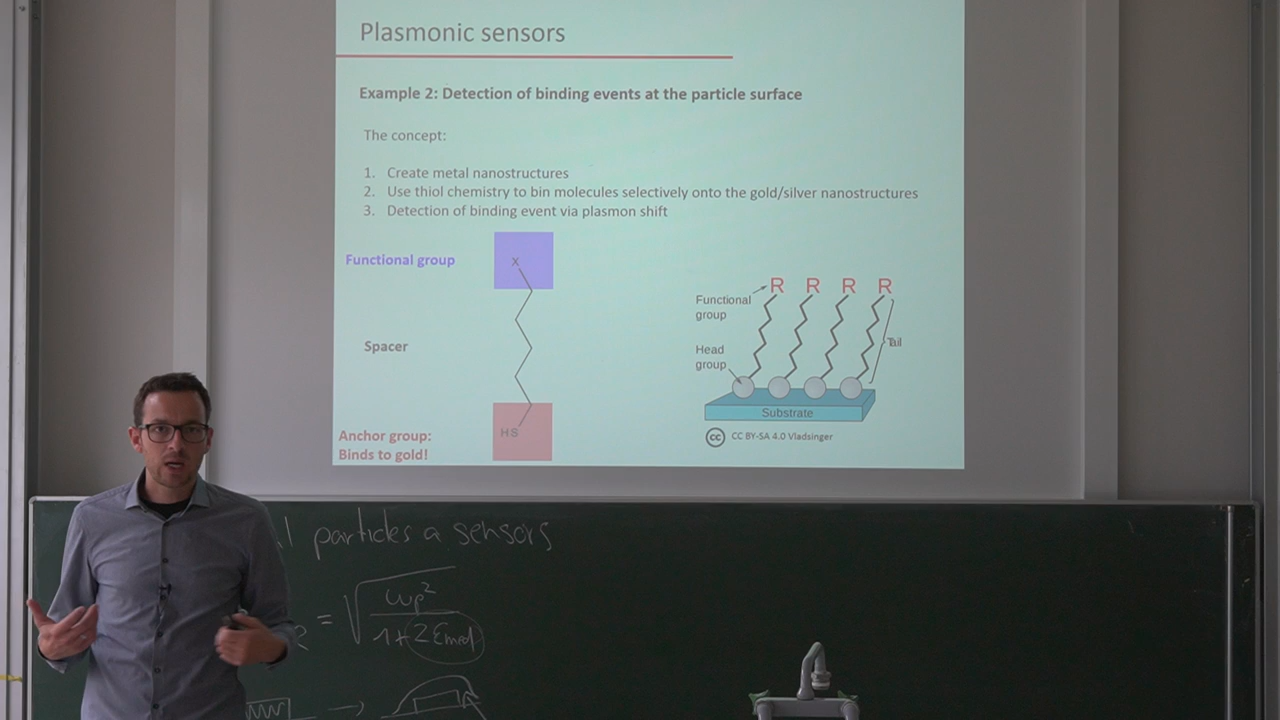 Plasmonic sensors
Example 2: Detection of binding events at the particle surface
The concept:
1. Create metal nanostructures
2. Use thiol chemistry to bin molecules selectively onto the gold/silver nanostructures
3. Detection of binding event via plasmon shift
Functional group
X
Spacer
HS
Anchor group:
Binds to gold!
R R R R
Functional
group
Head
group
Tail
Substrate
cc CC BY-SA 4.0 Vladsinger
particles a sensors
= √ωp²
1+2εmed